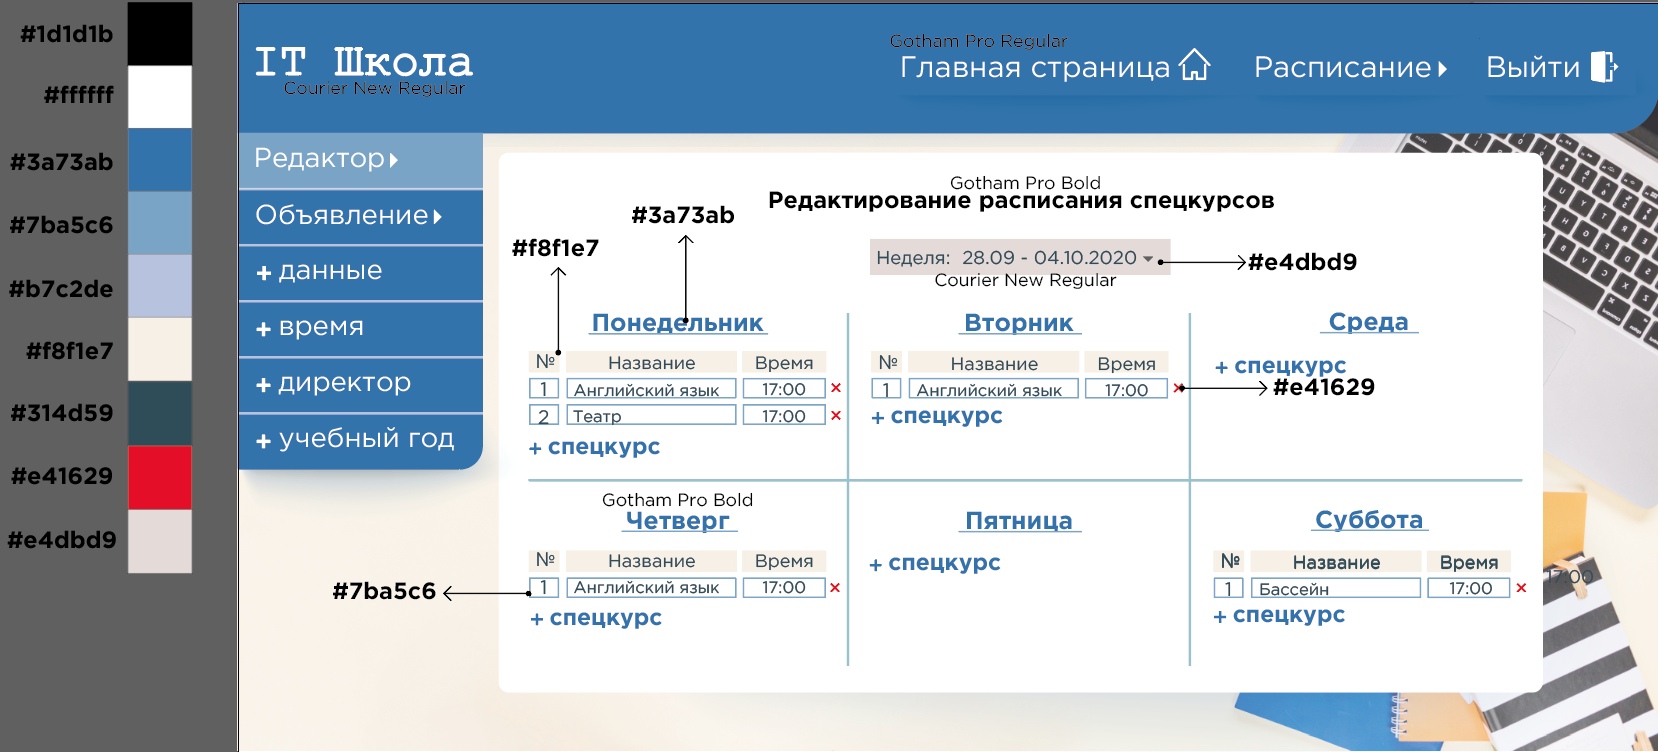 #1d1d1b
#ffffff
#3a73ab
#7ba5c6
#b7c2de
#f8f1e7
#314d59
#e41629
#e4dbd9
IT Школа
Courier New Regular
Gotham Pro Regular
Главная страница
Расписание
Выйти
Редактор
Объявление
+ данные
+ время
+ директор
+ учебный год
Gotham Pro Bold
Редактирование расписания спецкурсов
#3a73ab
#f8f1e7
Неделя: 28.09 - 04.10.2020
#e4dbd9
Courier New Regular
Понедельник
№ Название Время
1 Английский язык 17:00 ×
2 Театр 17:00 ×
+ спецкурс
Вторник
№ Название Время
1 Английский язык 17:00 ×
+ спецкурс
Среда
+ спецкурс
#e41629
Gotham Pro Bold
Четверг
№ Название Время
1 Английский язык 17:00 ×
+ спецкурс
#7ba5c6
Пятница
+ спецкурс
Суббота
№ Название Время
1 Бассейн 17:00 ×
+ спецкурс
17:00